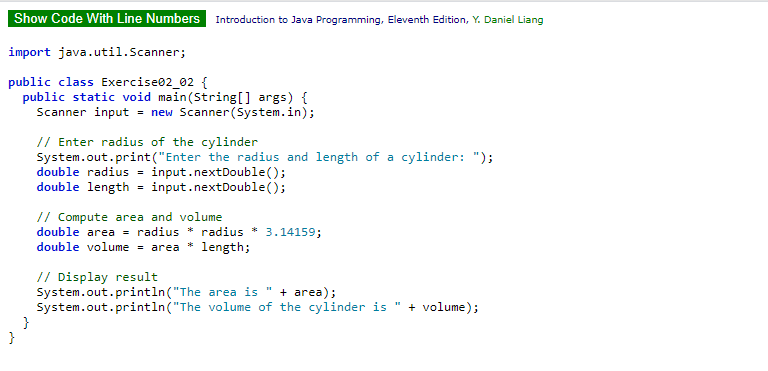 Show Code With Line Numbers Introduction to Java Programming, Eleventh Edition, Y. Daniel Liang
import java.util.Scanner;
public class Exercise02_02 {
  public static void main(String[] args) {
    Scanner input = new Scanner(System.in);
    // Enter radius of the cylinder
    System.out.print("Enter the radius and length of a cylinder: ");
    double radius = input.nextDouble();
    double length = input.nextDouble();
    // Compute area and volume
    double area = radius * radius * 3.14159;
    double volume = area * length;
    // Display result
    System.out.println("The area is " + area);
    System.out.println("The volume of the cylinder is " + volume);
  }
}